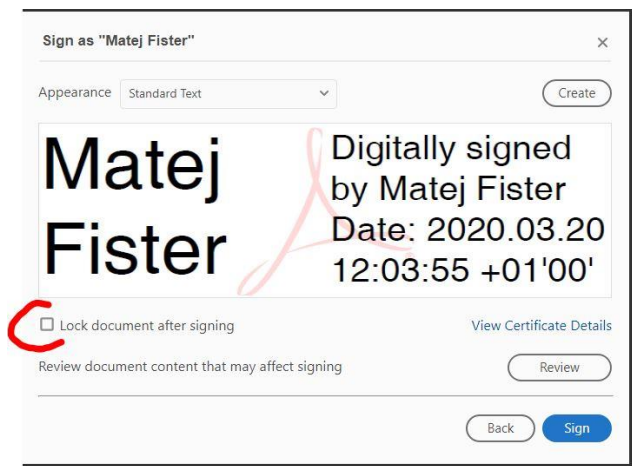 Sign as "Matej Fister"
×
Appearance Standard Text Create
Matej
Fister
Digitally signed
by Matej Fister
Date: 2020.03.20
12:03:55 +01'00'
Lock document after signing View Certificate Details
Review document content that may affect signing Review
Back Sign